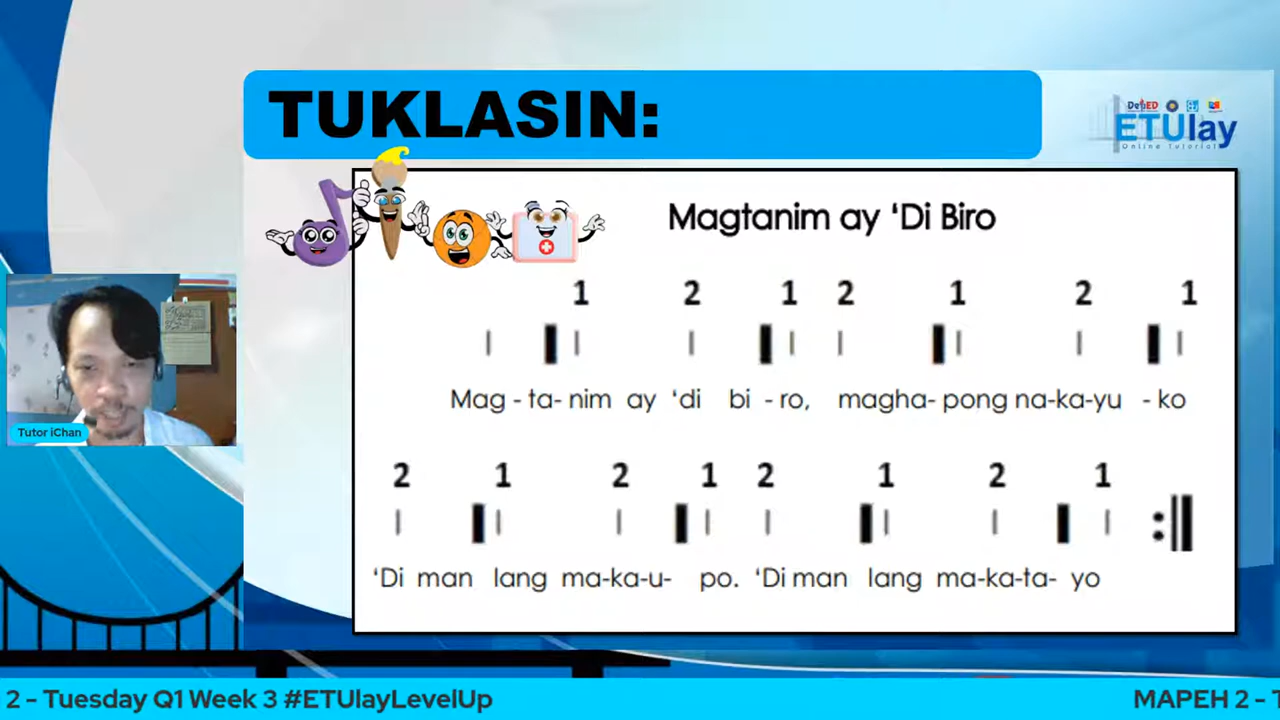 TUKLASIN:
DepED
ETUlay
Online Tutorial
Magtanim ay ‘Di Biro
1 2 1 2 1 2 1
Mag - ta- nim ay ‘di bi - ro, magha- pong na-ka-yu - ko
2 1 2 1 2 1 2 1
‘Di man lang ma-ka-u- po. ‘Di man lang ma-ka-ta- yo
Tutor iChan
2 - Tuesday Q1 Week 3 #ETUlayLevelUp
MAPEH 2 - T